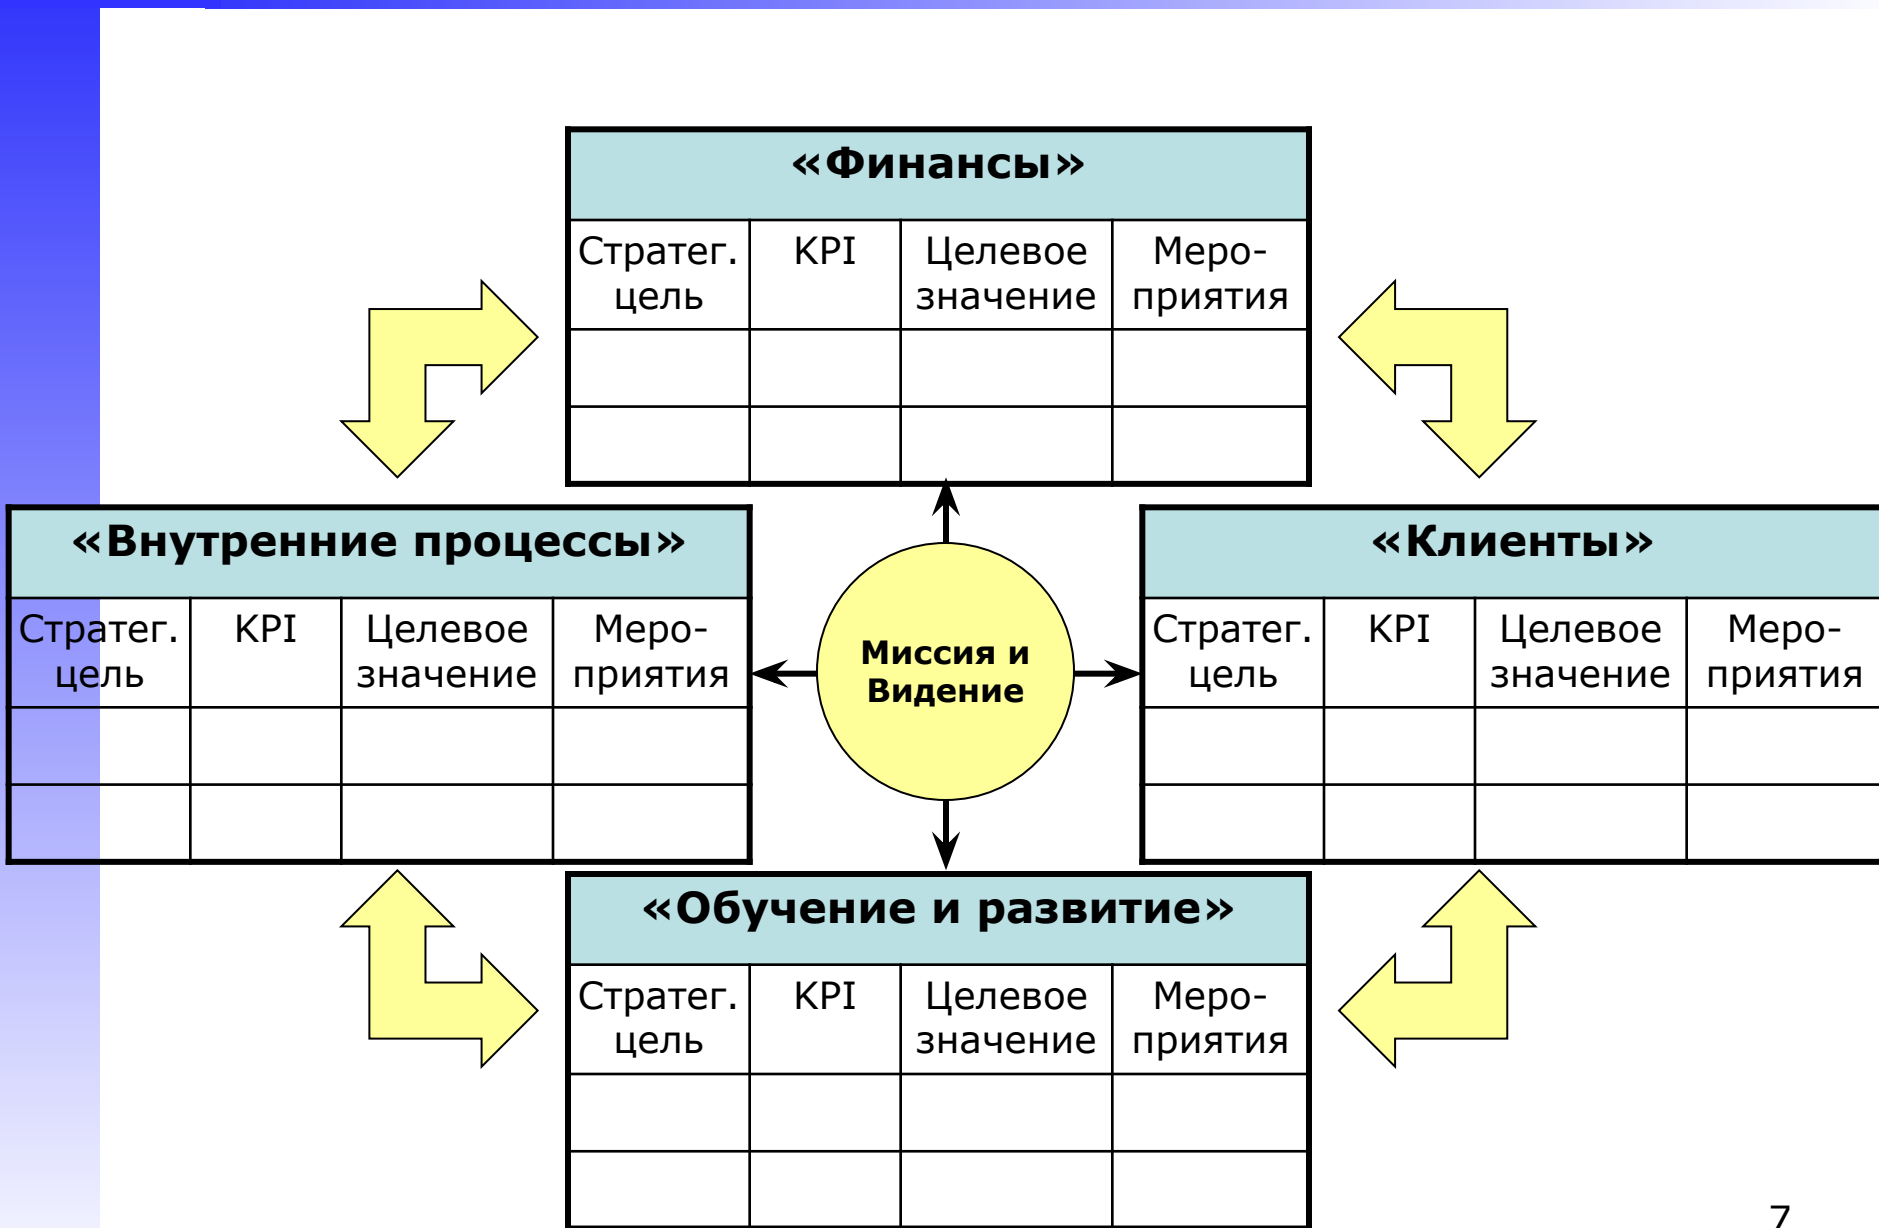 «Финансы»
Стратег. KPI Целевое Меро-
цель значение приятия
«Внутренние процессы»
Стратег. KPI Целевое Меро-
цель значение приятия
Миссия и
Видение
«Клиенты»
Стратег. KPI Целевое Меро-
цель значение приятия
«Обучение и развитие»
Стратег. KPI Целевое Меро-
цель значение приятия
7